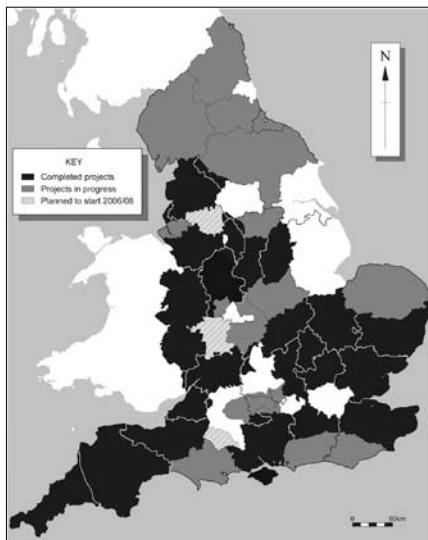 N
KEY
Completed projects
Projects in progress
Planned to start 2006/08
0
50km